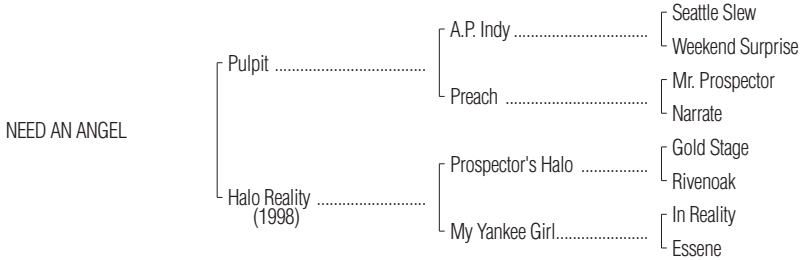 Seattle Slew
A.P. Indy ................................
Weekend Surprise
Pulpit ....................................
Mr. Prospector
Preach ..................................
Narrate
NEED AN ANGEL
Gold Stage
Prospector's Halo ................
Rivenoak
Halo Reality ..........................
(1998)
In Reality
My Yankee Girl......................
Essene